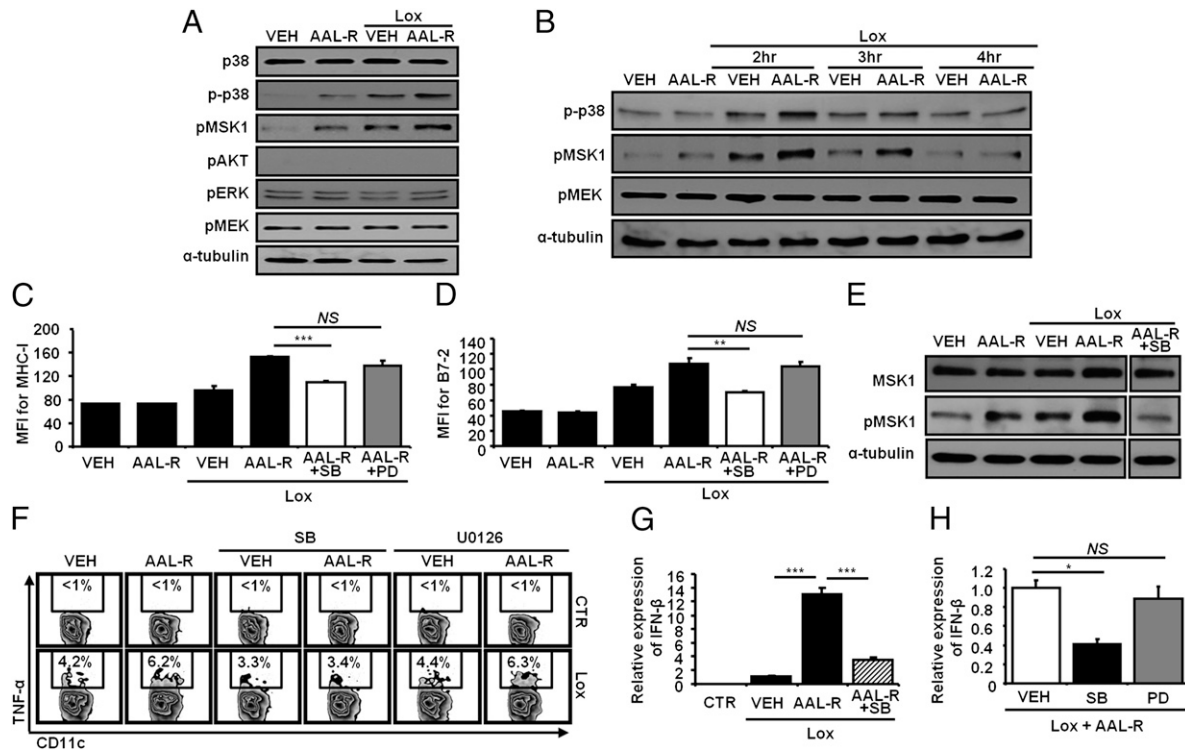 A
Lox
VEH AAL-R VEH AAL-R
p38
p-p38
pMSK1
pAKT
pERK
pMEK
α-tubulin
B
Lox
2hr 3hr 4hr
VEH AAL-R VEH AAL-R VEH AAL-R VEH AAL-R
p-p38
pMSK1
pMEK
α-tubulin
C
MFI for MHC-I
200
160
120
80
40
0
NS
***
VEH AAL-R VEH AAL-R AAL-R +SB AAL-R +PD
Lox
D
MFI for B7-2
120
100
80
60
40
20
0
NS
**
VEH AAL-R VEH AAL-R AAL-R +SB AAL-R +PD
Lox
E
Lox
VEH AAL-R VEH AAL-R AAL-R +SB
MSK1
pMSK1
α-tubulin
F
SB U0126
VEH AAL-R VEH AAL-R VEH AAL-R
<1% <1% <1% <1% <1% <1%
CTR
4.2% 6.2% 3.3% 3.4% 4.4% 6.3%
Lox
TNF-α
CD11c
G
Relative expression
of IFN-β
16
14
12
10
8
6
4
2
0
*** ***
CTR VEH AAL-R AAL-R +SB
Lox
H
Relative expression
of IFN-β
1.2
1.0
0.8
0.6
0.4
0.2
0
NS
*
VEH SB PD
Lox + AAL-R